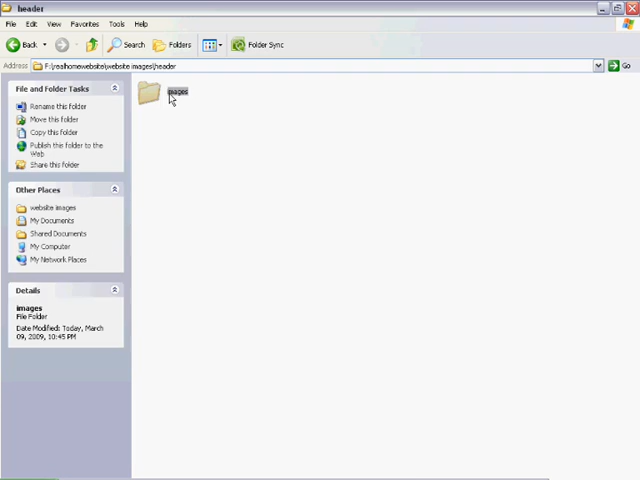 header
File Edit View Favorites Tools Help
Back Search Folders Folder Sync
Address F:\realhomewebsite\website images\header Go
File and Folder Tasks
Rename this folder
Move this folder
Copy this folder
Publish this folder to the
Web
Share this folder
Other Places
website images
My Documents
Shared Documents
My Computer
My Network Places
Details
images
File Folder
Date Modified: Today, March
09, 2009, 10:45 PM
images